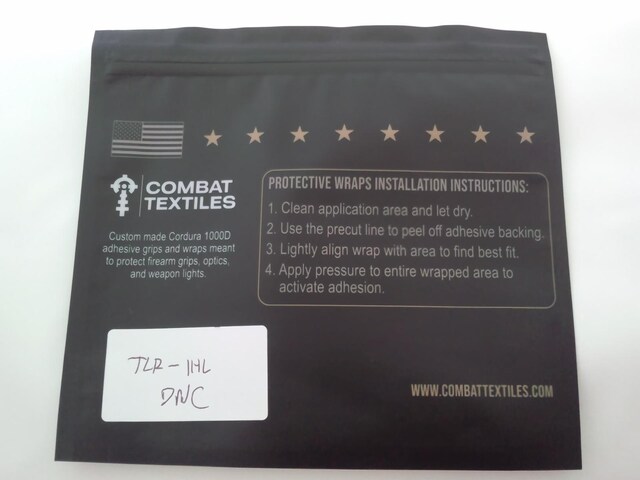 COMBAT
TEXTILES
Custom made Cordura 1000D
adhesive grips and wraps meant
to protect firearm grips, optics,
and weapon lights.
PROTECTIVE WRAPS INSTALLATION INSTRUCTIONS:
1. Clean application area and let dry.
2. Use the precut line to peel off adhesive backing.
3. Lightly align wrap with area to find best fit.
4. Apply pressure to entire wrapped area to
activate adhesion.
TLR-1HL
DNC
WWW.COMBATTEXTILES.COM